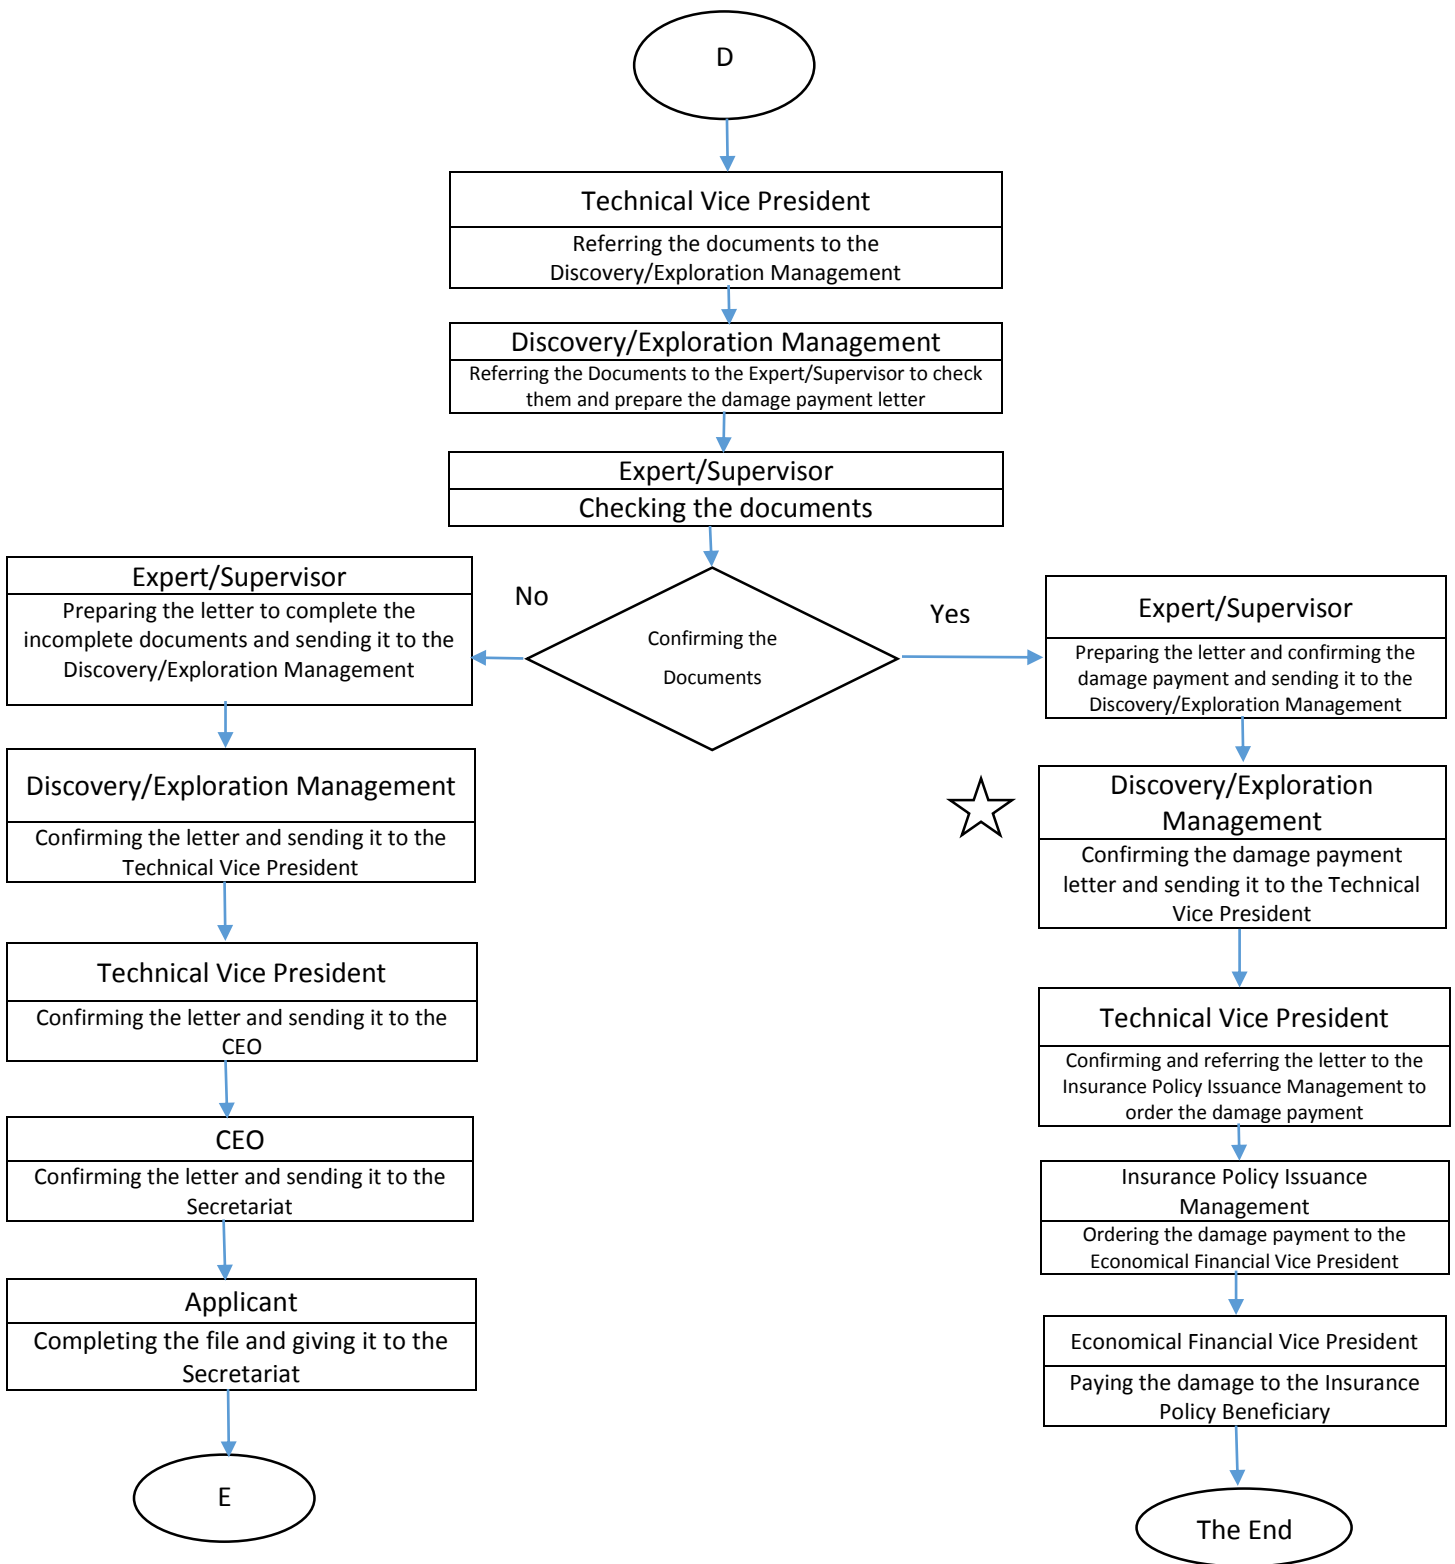 D
Technical Vice President
Referring the documents to the
Discovery/Exploration Management
Discovery/Exploration Management
Referring the Documents to the Expert/Supervisor to check
them and prepare the damage payment letter
Expert/Supervisor
Checking the documents
Confirming the
Documents
No
Yes
Expert/Supervisor
Preparing the letter to complete the
incomplete documents and sending it to the
Discovery/Exploration Management
Discovery/Exploration Management
Confirming the letter and sending it to the
Technical Vice President
Technical Vice President
Confirming the letter and sending it to the
CEO
CEO
Confirming the letter and sending it to the
Secretariat
Applicant
Completing the file and giving it to the
Secretariat
E
Expert/Supervisor
Preparing the letter and confirming the
damage payment and sending it to the
Discovery/Exploration Management
Discovery/Exploration
Management
Confirming the damage payment
letter and sending it to the Technical
Vice President
Technical Vice President
Confirming and referring the letter to the
Insurance Policy Issuance Management to
order the damage payment
Insurance Policy Issuance
Management
Ordering the damage payment to the
Economical Financial Vice President
Economical Financial Vice President
Paying the damage to the Insurance
Policy Beneficiary
The End